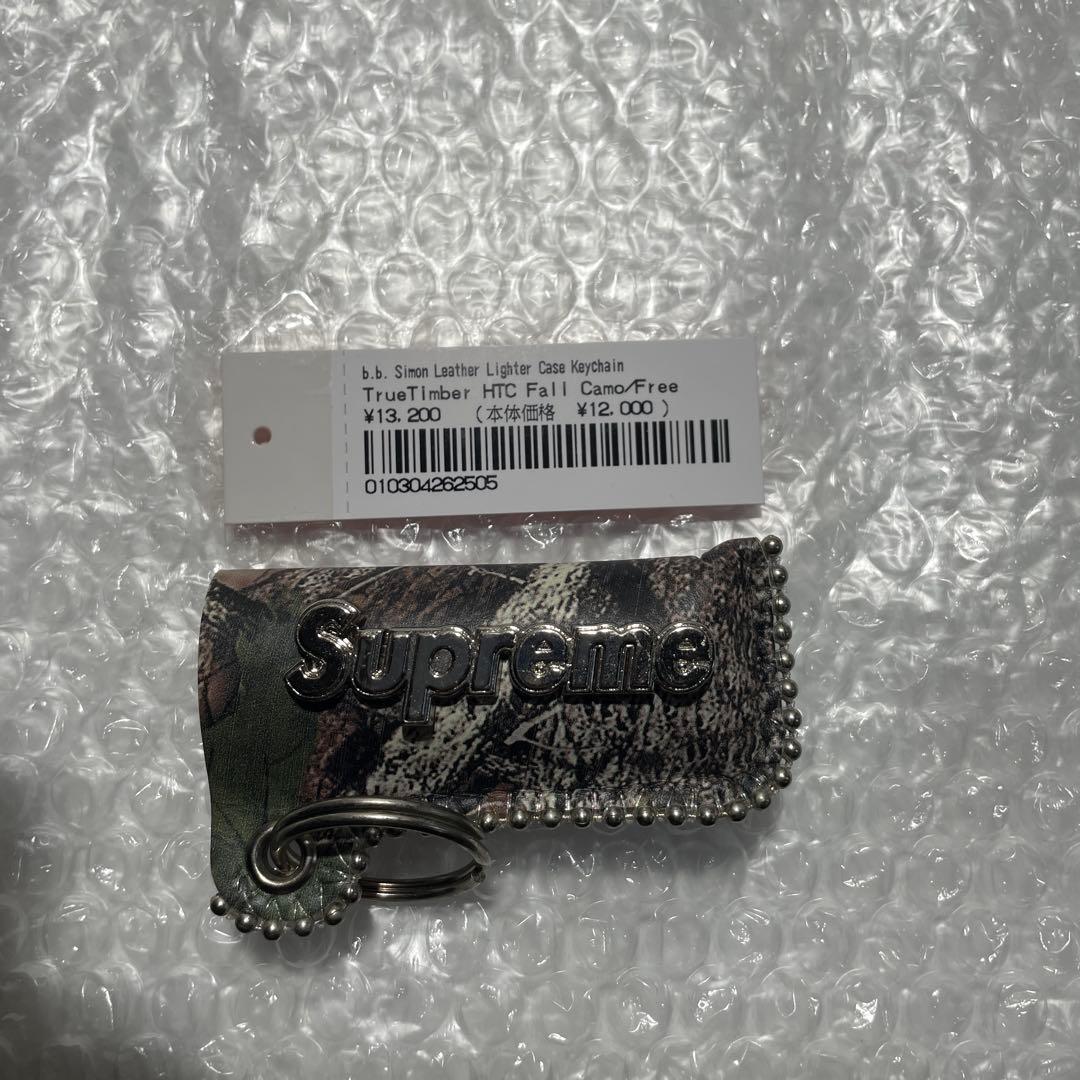 b.b. Simon Leather Lighter Case Keychain
TrueTimber HTC Fall Camo/Free
¥13,200 (本体価格 ¥12,000 )
010304262505
Supreme